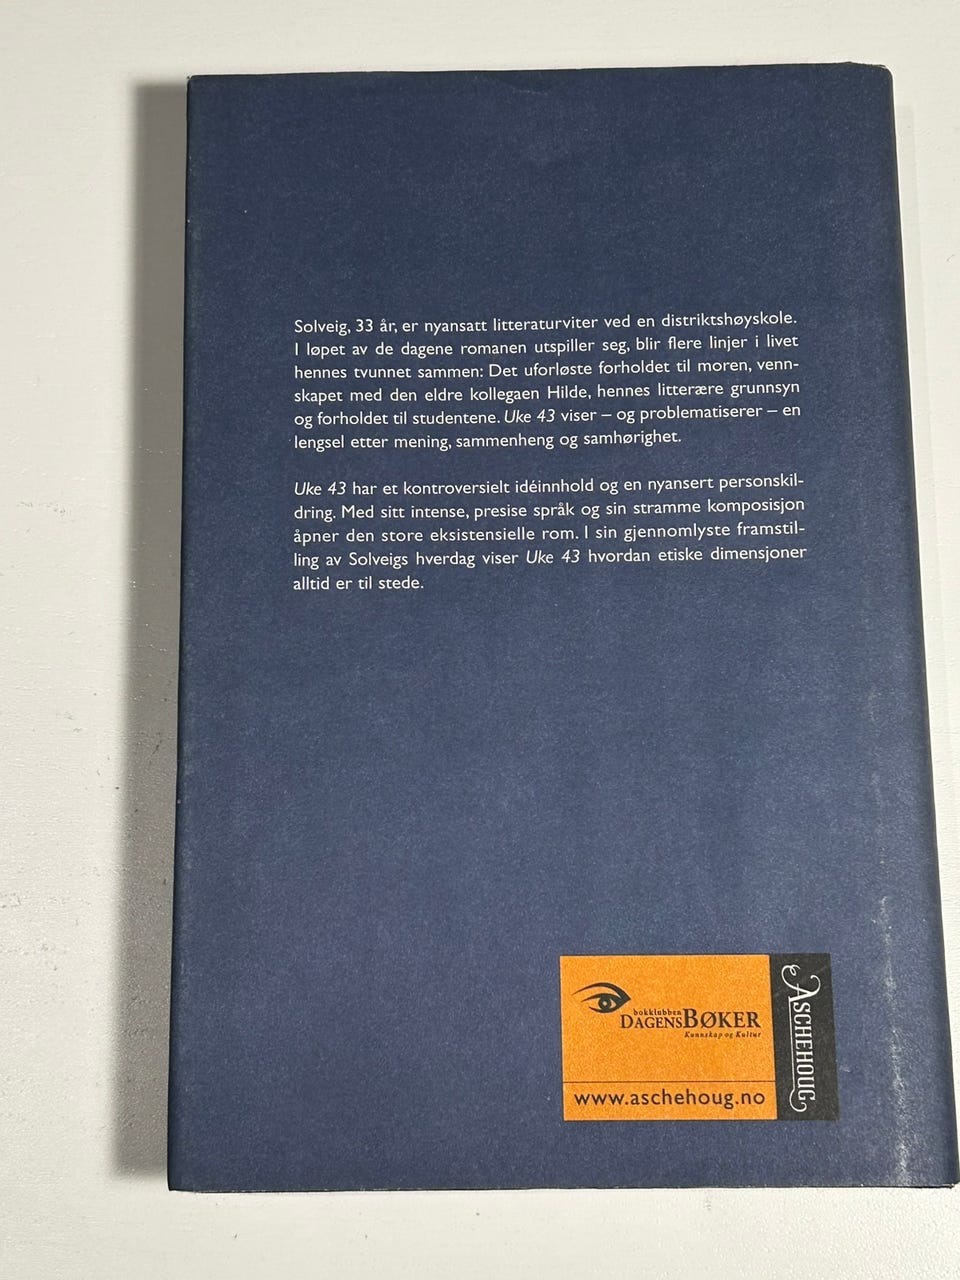 Solveig, 33 år, er nyansatt litteraturviter ved en distriktshøyskole.
I løpet av de dagene romanen utspiller seg, blir flere linjer i livet
hennes tvunnet sammen: Det uforløste forholdet til moren, venn-
skapet med den eldre kollegaen Hilde, hennes litterære grunnsyn
og forholdet til studentene. Uke 43 viser – og problematiserer – en
lengsel etter mening, sammenheng og samhørighet.
Uke 43 har et kontroversielt idéinnhold og en nyansert personskil-
dring. Med sitt intense, presise språk og sin stramme komposisjon
åpner den store eksistensielle rom. I sin gjennomlyste framstil-
ling av Solveigs hverdag viser Uke 43 hvordan etiske dimensjoner
alltid er til stede.
bokklubben
DAGENSBØKER
Kunnskap og Kultur
www.aschehoug.no
ASCHEHOUG